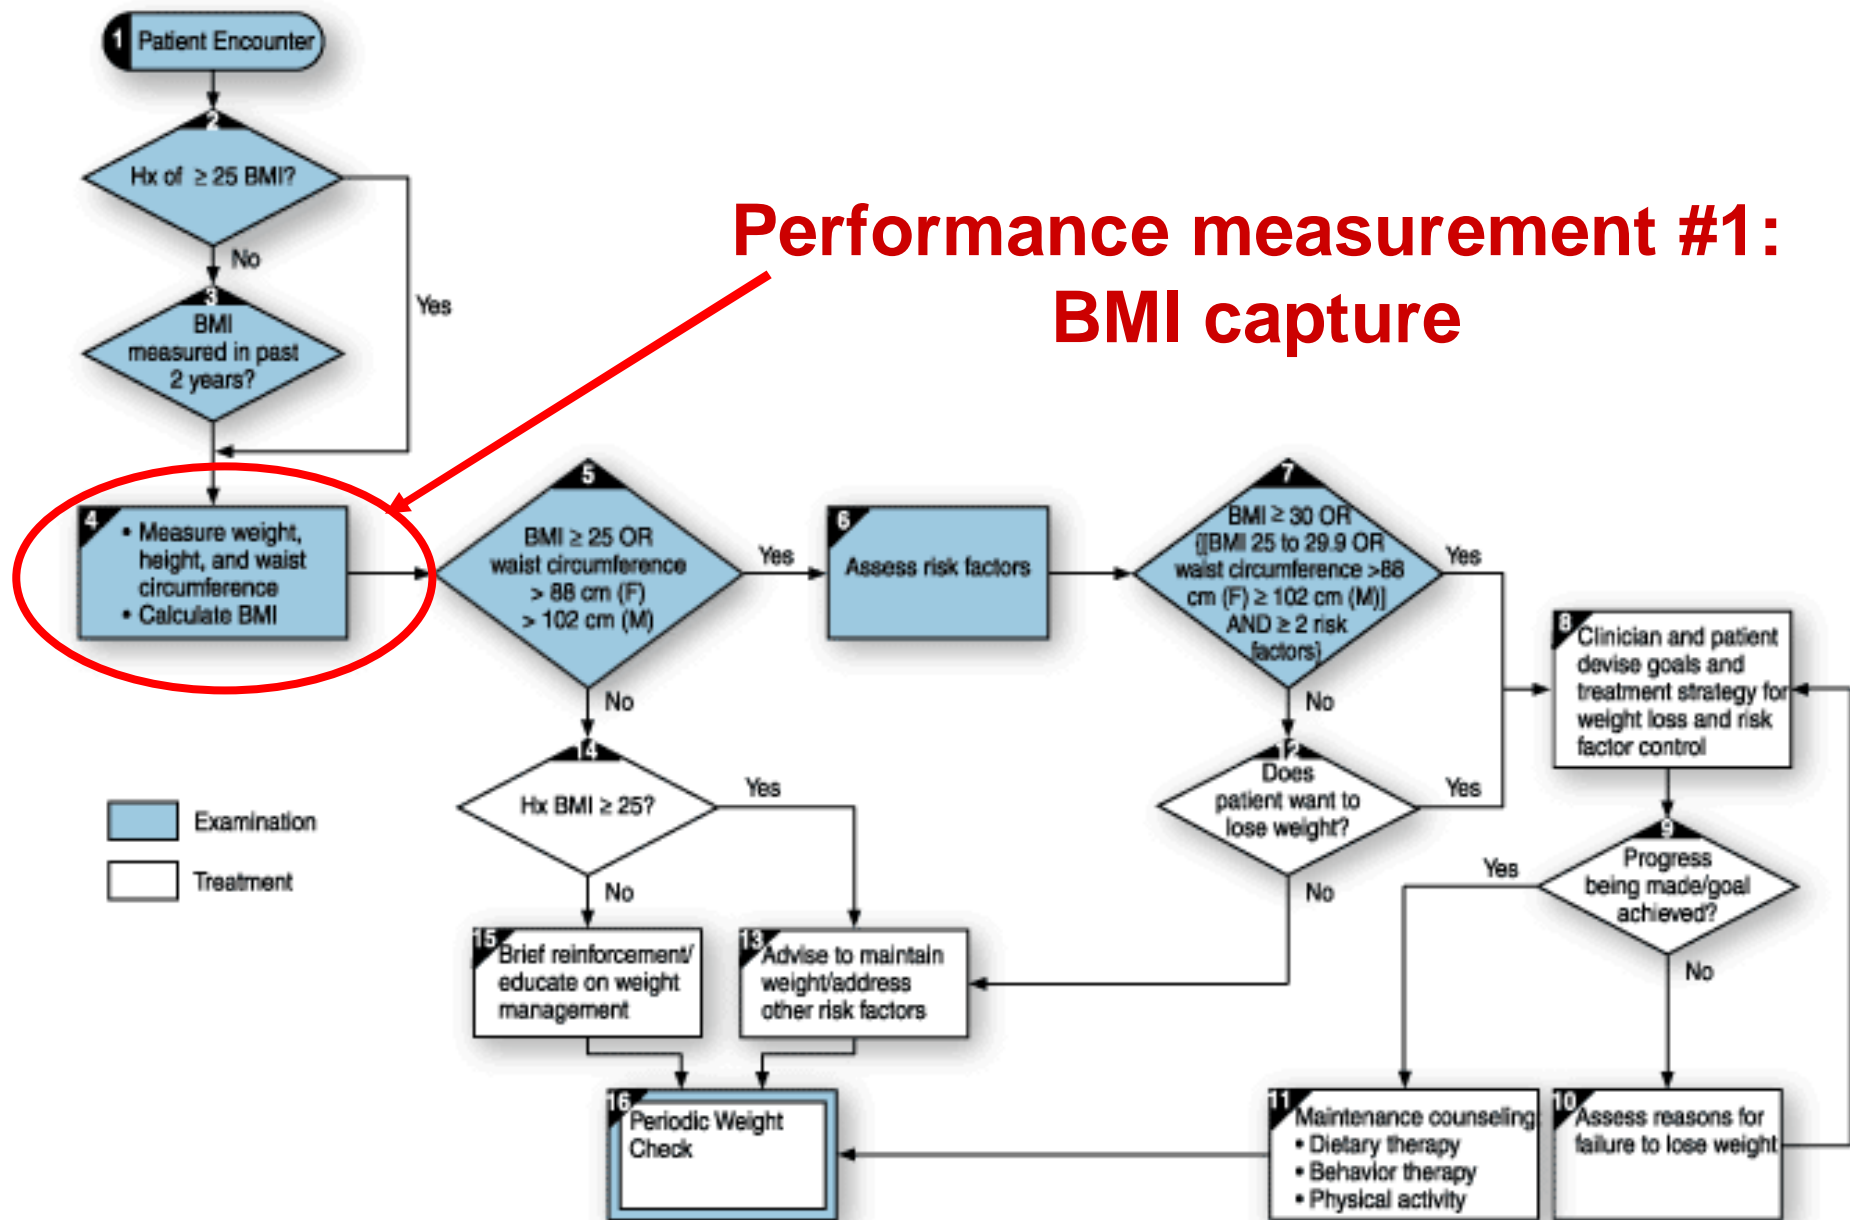 1 Patient Encounter
2
Hx of ≥ 25 BMI?
No
Yes
3
BMI
measured in past
2 years?
Performance measurement #1:
BMI capture
4
• Measure weight,
height, and waist
circumference
• Calculate BMI
5
BMI ≥ 25 OR
waist circumference
> 88 cm (F)
> 102 cm (M)
Yes
No
6
Assess risk factors
7
BMI ≥ 30 OR
{[BMI 25 to 29.9 OR
waist circumference >88
cm (F) ≥ 102 cm (M)]
AND ≥ 2 risk
factors}
Yes
No
8
Clinician and patient
devise goals and
treatment strategy for
weight loss and risk
factor control
14
Hx BMI ≥ 25?
Yes
No
12
Does
patient want to
lose weight?
Yes
No
9
Progress
being made/goal
achieved?
Yes
No
Examination
Treatment
15
Brief reinforcement/
educate on weight
management
13
Advise to maintain
weight/address
other risk factors
16
Periodic Weight
Check
11
Maintenance counseling:
• Dietary therapy
• Behavior therapy
• Physical activity
10
Assess reasons for
failure to lose weight